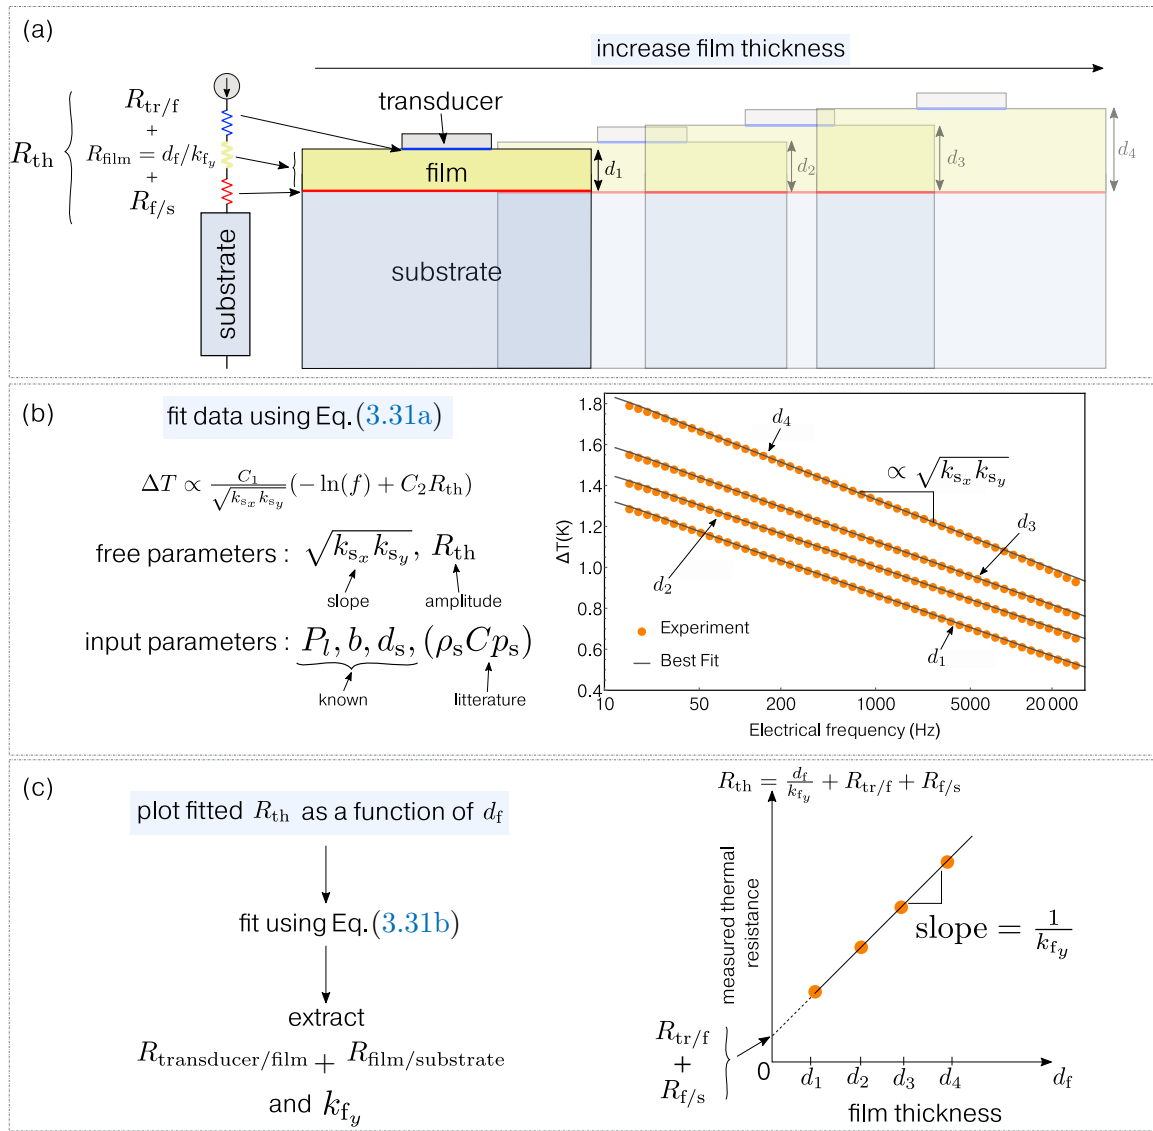 (a)
increase film thickness
R_th
R_tr/f
+
R_film = d_f/k_f_y
+
R_f/s
substrate
transducer
film
substrate
d_1
d_2
d_3
d_4
(b)
fit data using Eq.(3.31a)
ΔT ∝ C_1/√(k_s_x k_s_y) (− ln(f) + C_2 R_th)
free parameters : √(k_s_x k_s_y), R_th
slope
amplitude
input parameters : P_l, b, d_s, (ρ_s Cp_s)
known
litterature
ΔT(K)
1.8
1.6
1.4
1.2
1.0
0.8
0.6
0.4
10
50
200
1000
5000
20 000
Electrical frequency (Hz)
d_4
∝ √(k_s_x k_s_y)
d_3
d_2
d_1
Experiment
Best Fit
(c)
plot fitted R_th as a function of d_f
fit using Eq.(3.31b)
extract
R_transducer/film + R_film/substrate
and k_f_y
R_th = d_f/k_f_y + R_tr/f + R_f/s
measured thermal
resistance
slope = 1/k_f_y
R_tr/f
+
R_f/s
0
d_1
d_2
d_3
d_4
d_f
film thickness